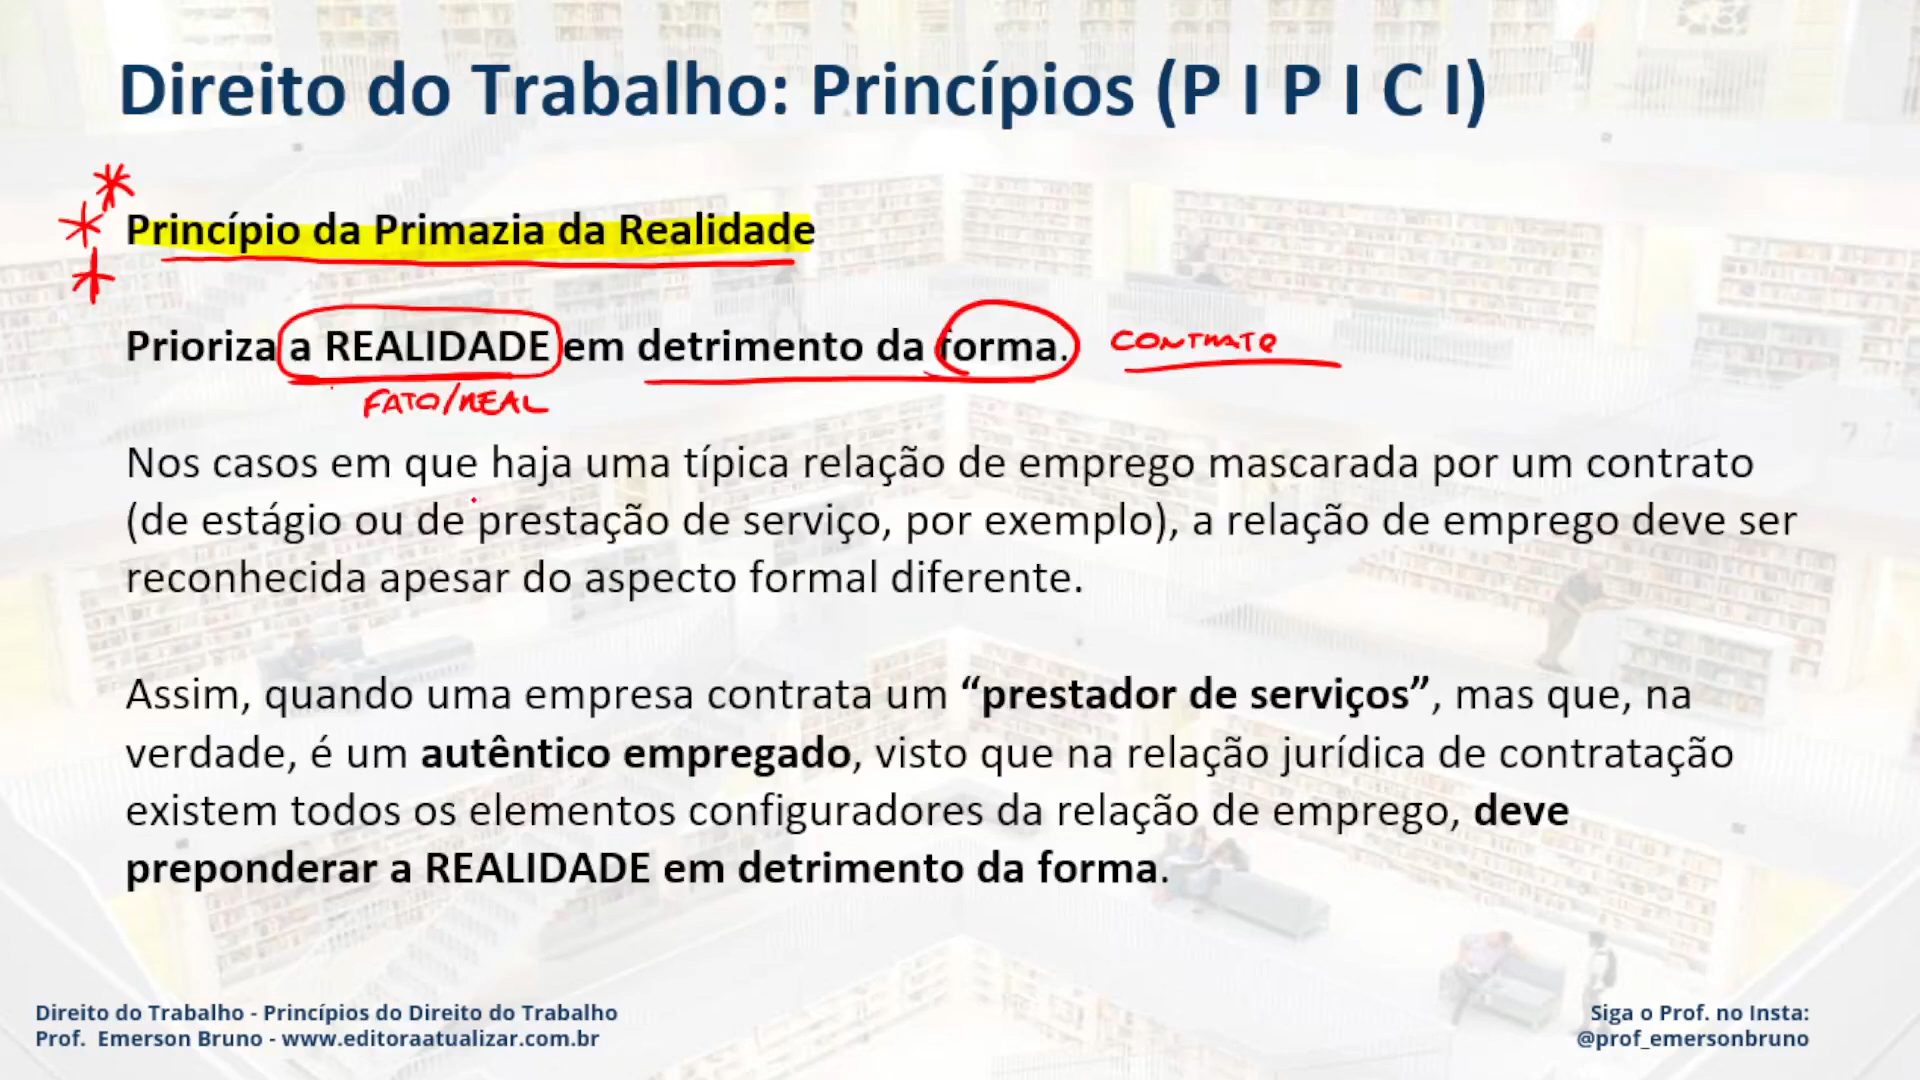 Direito do Trabalho: Princípios (P I P I C I)
Princípio da Primazia da Realidade
Prioriza a REALIDADE em detrimento da forma. CONTRATO
FATO/REAL
Nos casos em que haja uma típica relação de emprego mascarada por um contrato
(de estágio ou de prestação de serviço, por exemplo), a relação de emprego deve ser
reconhecida apesar do aspecto formal diferente.
Assim, quando uma empresa contrata um “prestador de serviços”, mas que, na
verdade, é um autêntico empregado, visto que na relação jurídica de contratação
existem todos os elementos configuradores da relação de emprego, deve
preponderar a REALIDADE em detrimento da forma.
Direito do Trabalho - Princípios do Direito do Trabalho
Prof. Emerson Bruno - www.editoraatualizar.com.br
Siga o Prof. no Insta:
@prof_emersonbruno